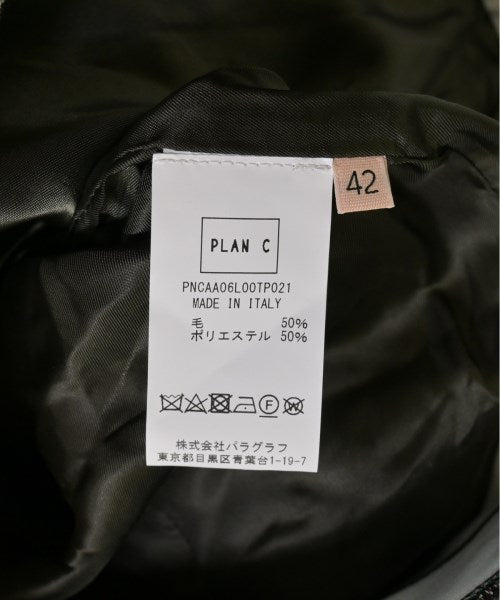 42
PLAN C
PNCAA06L00TP021
MADE IN ITALY
毛 50%
ポリエステル 50%
F
W
株式会社パラグラフ
東京都目黒区青葉台1-19-7